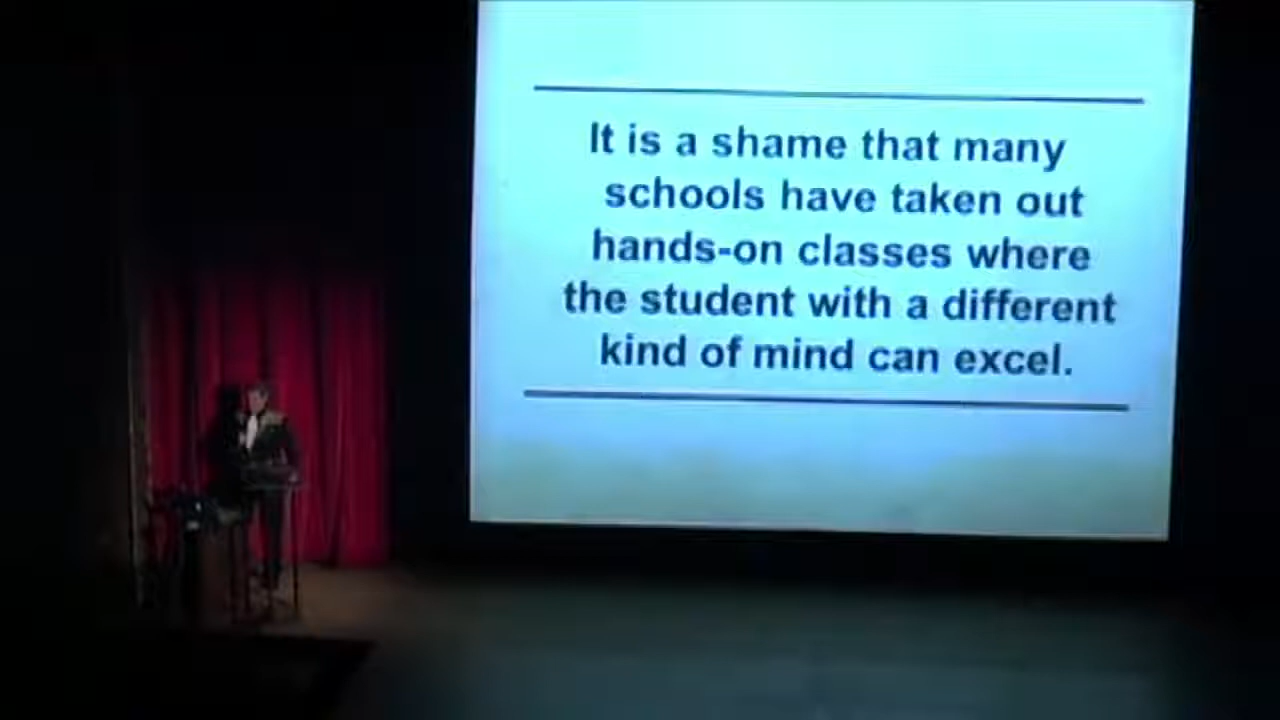 It is a shame that many
schools have taken out
hands-on classes where
the student with a different
kind of mind can excel.